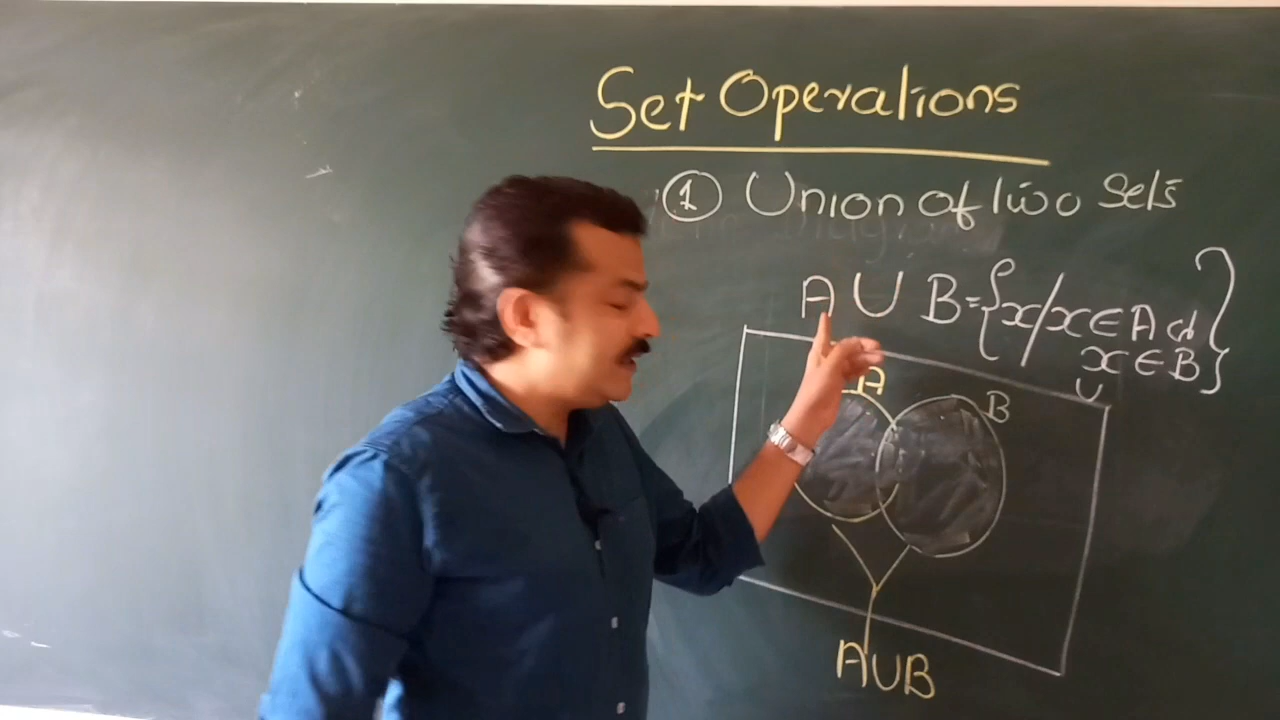 Set Operations
① Union of two Sets
A ∪ B = {x/x ∈ A or
x ∈ B}
U
A
B
A∪B